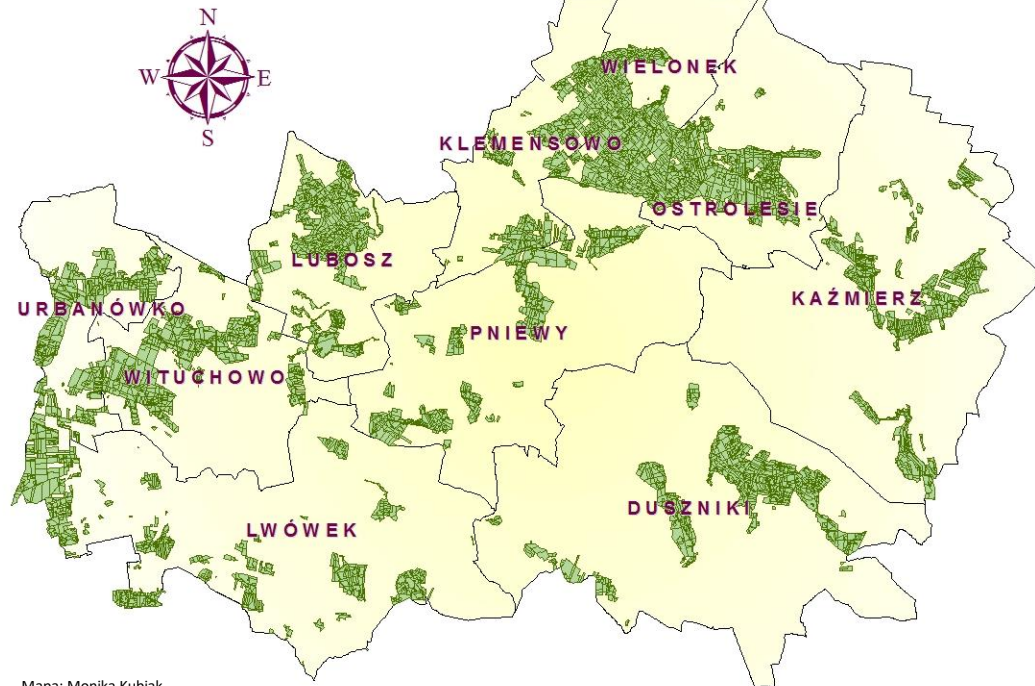 N
W E
S
WIELONEK
KLEMENSOWO
OSTROLESIE
LUBOSZ
KAŹMIERZ
URBANÓWKO
PNIEWY
WITUCHOWO
DUSZNIKI
LWÓWEK
Mapa: Monika Kubiak